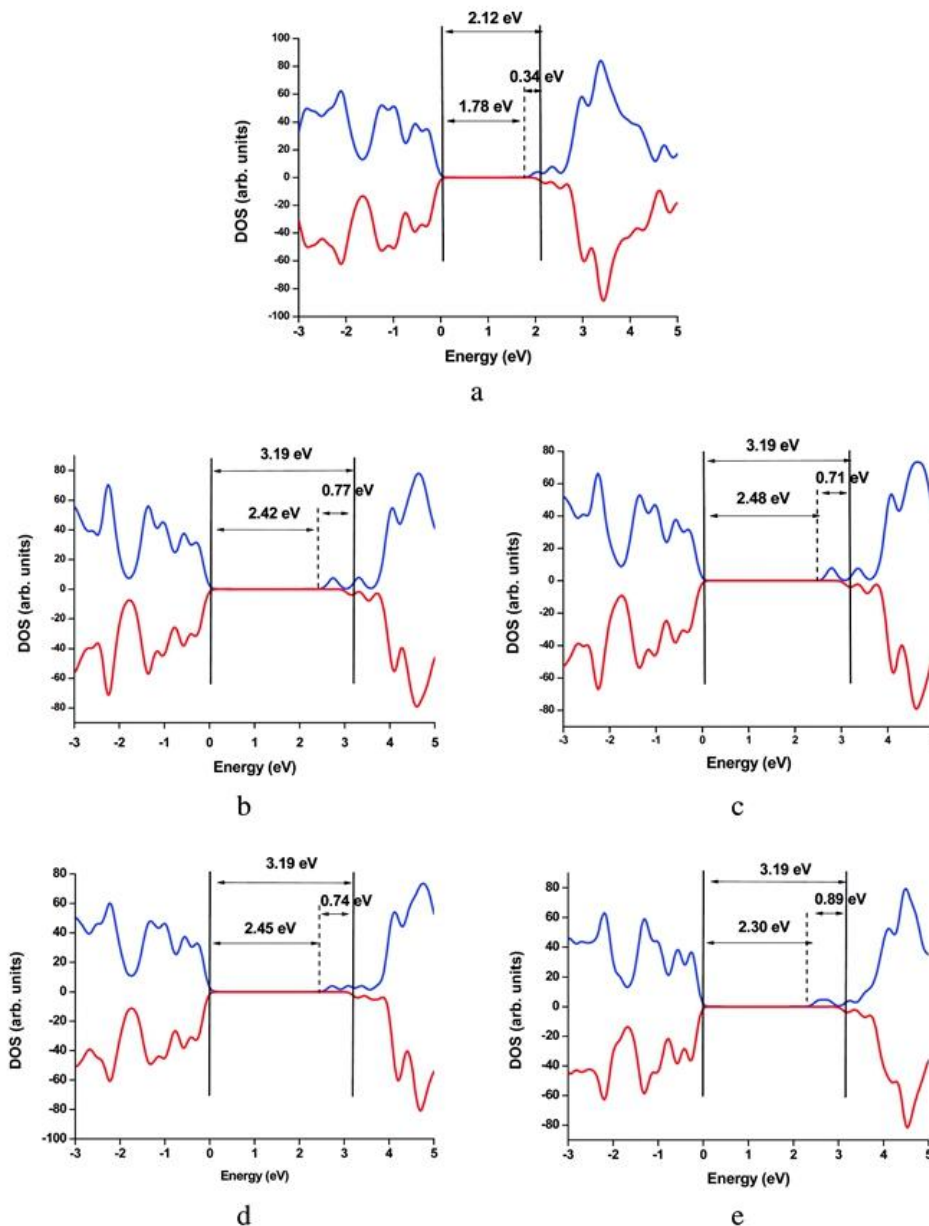 2.12 eV
0.34 eV
1.78 eV
DOS (arb. units)
100
80
60
40
20
0
-20
-40
-60
-80
-100
-3 -2 -1 0 1 2 3 4 5
Energy (eV)
a
3.19 eV
0.77 eV
2.42 eV
DOS (arb. units)
80
60
40
20
0
-20
-40
-60
-80
-3 -2 -1 0 1 2 3 4 5
Energy (eV)
b
3.19 eV
0.71 eV
2.48 eV
DOS (arb. units)
80
60
40
20
0
-20
-40
-60
-80
-3 -2 -1 0 1 2 3 4 5
Energy (eV)
c
3.19 eV
0.74 eV
2.45 eV
DOS (arb. units)
80
60
40
20
0
-20
-40
-60
-80
-100
-3 -2 -1 0 1 2 3 4 5
Energy (eV)
d
3.19 eV
0.89 eV
2.30 eV
DOS (arb. units)
80
60
40
20
0
-20
-40
-60
-80
-3 -2 -1 0 1 2 3 4 5
Energy (eV)
e